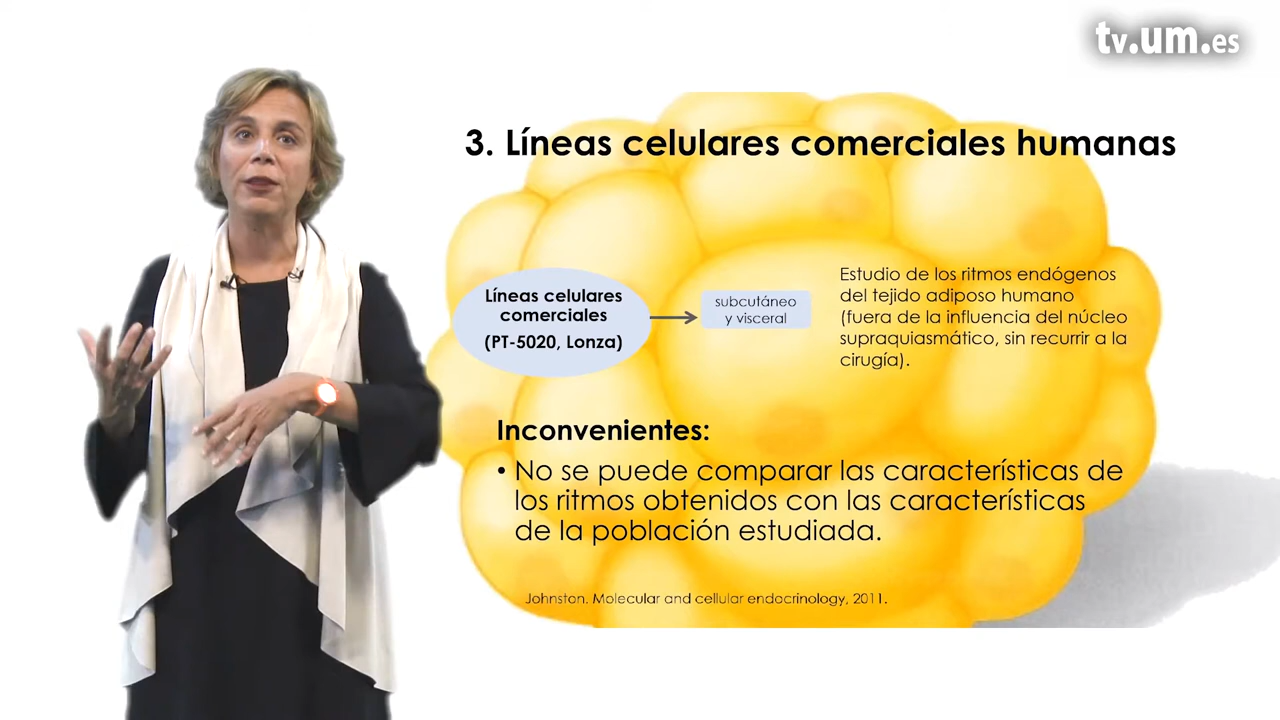 tv.um.es
3. Líneas celulares comerciales humanas
Líneas celulares
comerciales
(PT-5020, Lonza)
subcutáneo
y visceral
Estudio de los ritmos endógenos
del tejido adiposo humano
(fuera de la influencia del núcleo
supraquiasmático, sin recurrir a la
cirugía).
Inconvenientes:
• No se puede comparar las características de
los ritmos obtenidos con las características
de la población estudiada.
Johnston. Molecular and cellular endocrinology, 2011.